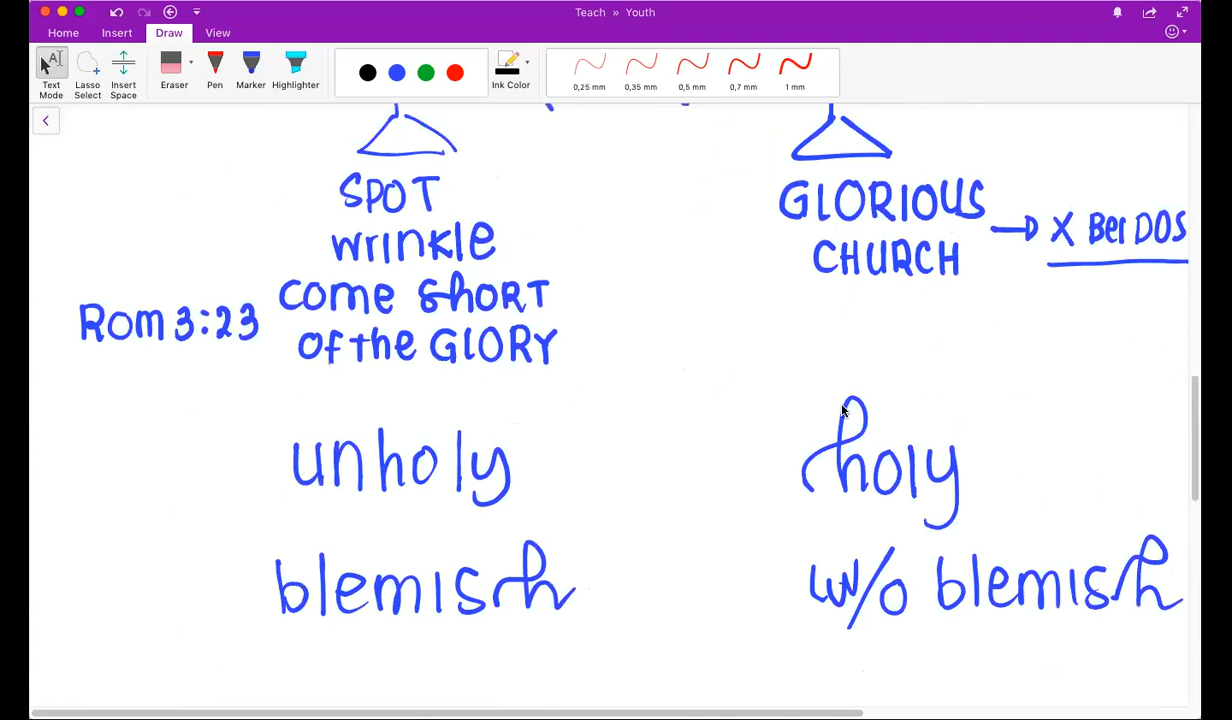 Teach » Youth
Home Insert Draw View
Text Mode
Lasso Select
Insert Space
Eraser
Pen
Marker
Highlighter
Ink Color
0,25 mm
0,35 mm
0,5 mm
0,7 mm
1 mm
SPOT
wrinkle
Rom 3:23
come short
of the GLORY
GLORIOUS
CHURCH
X Ber DOS
unholy
holy
blemish
w/o blemish